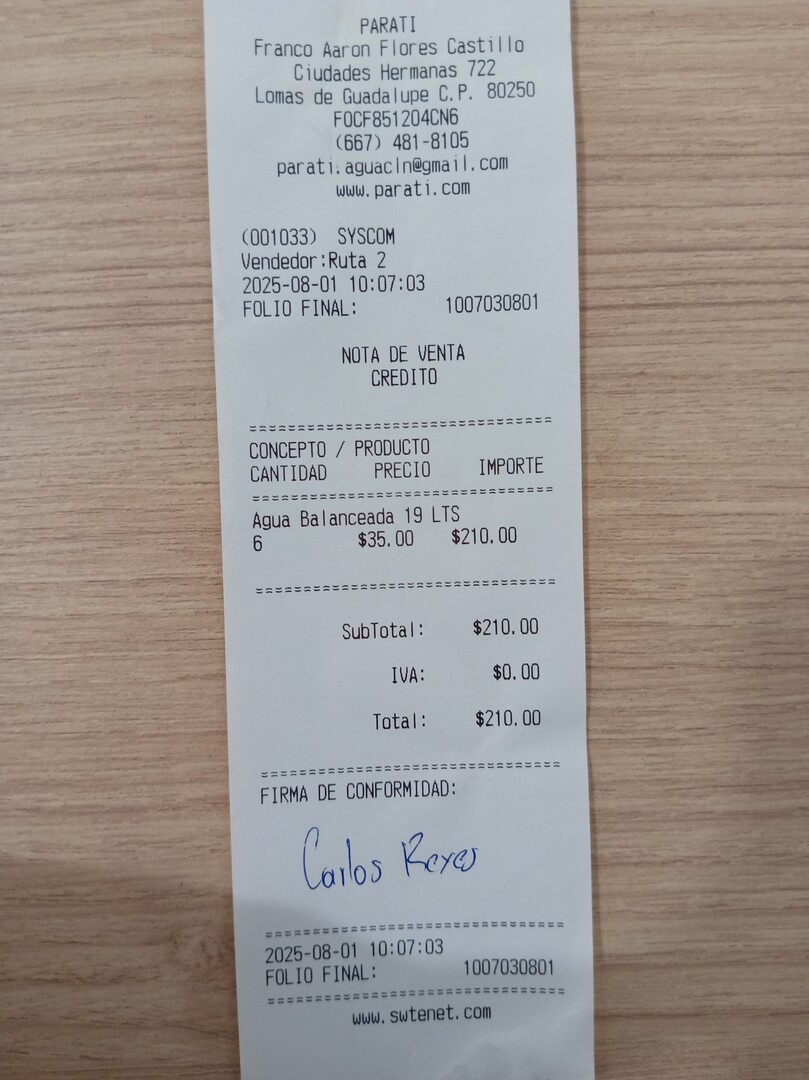 PARATI
Franco Aaron Flores Castillo
Ciudades Hermanas 722
Lomas de Guadalupe C.P. 80250
FOCF851204CN6
(667) 481-8105
parati.aguacln@gmail.com
www.parati.com
(001033) SYSCOM
Vendedor:Ruta 2
2025-08-01 10:07:03
FOLIO FINAL: 1007030801
NOTA DE VENTA
CREDITO
CONCEPTO / PRODUCTO
CANTIDAD PRECIO IMPORTE
Agua Balanceada 19 LTS
6 $35.00 $210.00
SubTotal: $210.00
IVA: $0.00
Total: $210.00
FIRMA DE CONFORMIDAD:
Carlos Reyes
2025-08-01 10:07:03
FOLIO FINAL: 1007030801
www.swtenet.com